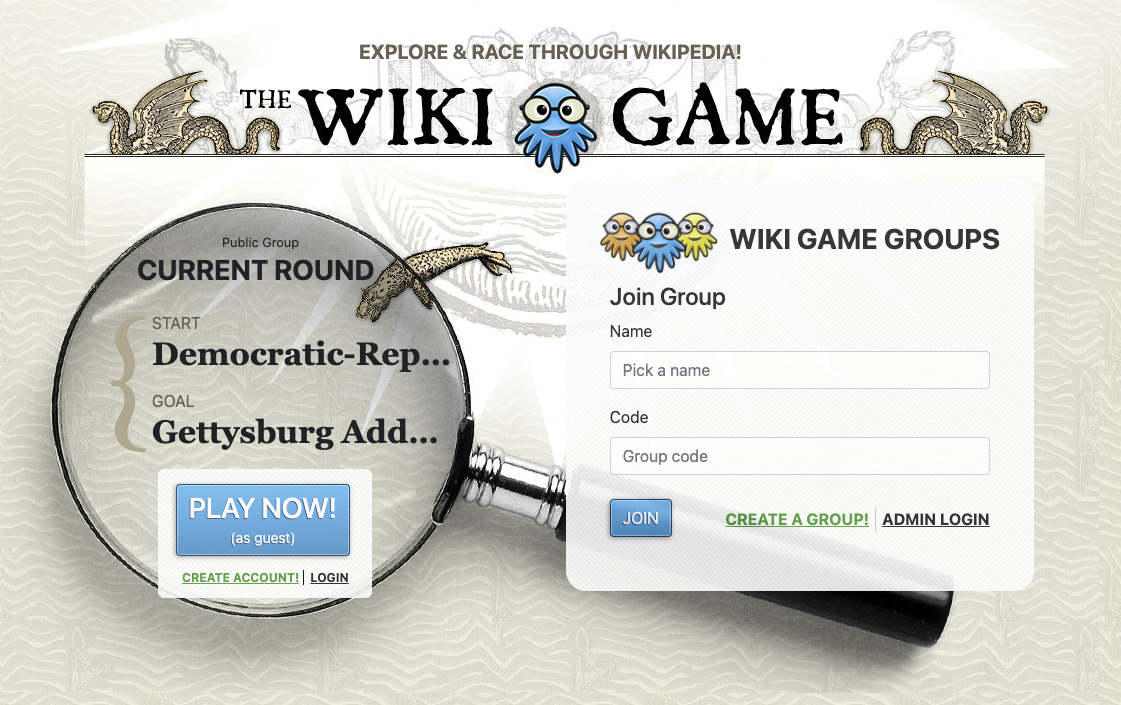 EXPLORE & RACE THROUGH WIKIPEDIA!
THE WIKI GAME
Public Group
CURRENT ROUND
START
Democratic-Rep...
GOAL
Gettysburg Add...
PLAY NOW!
(as guest)
CREATE ACCOUNT! | LOGIN
WIKI GAME GROUPS
Join Group
Name
Pick a name
Code
Group code
JOIN
CREATE A GROUP! | ADMIN LOGIN